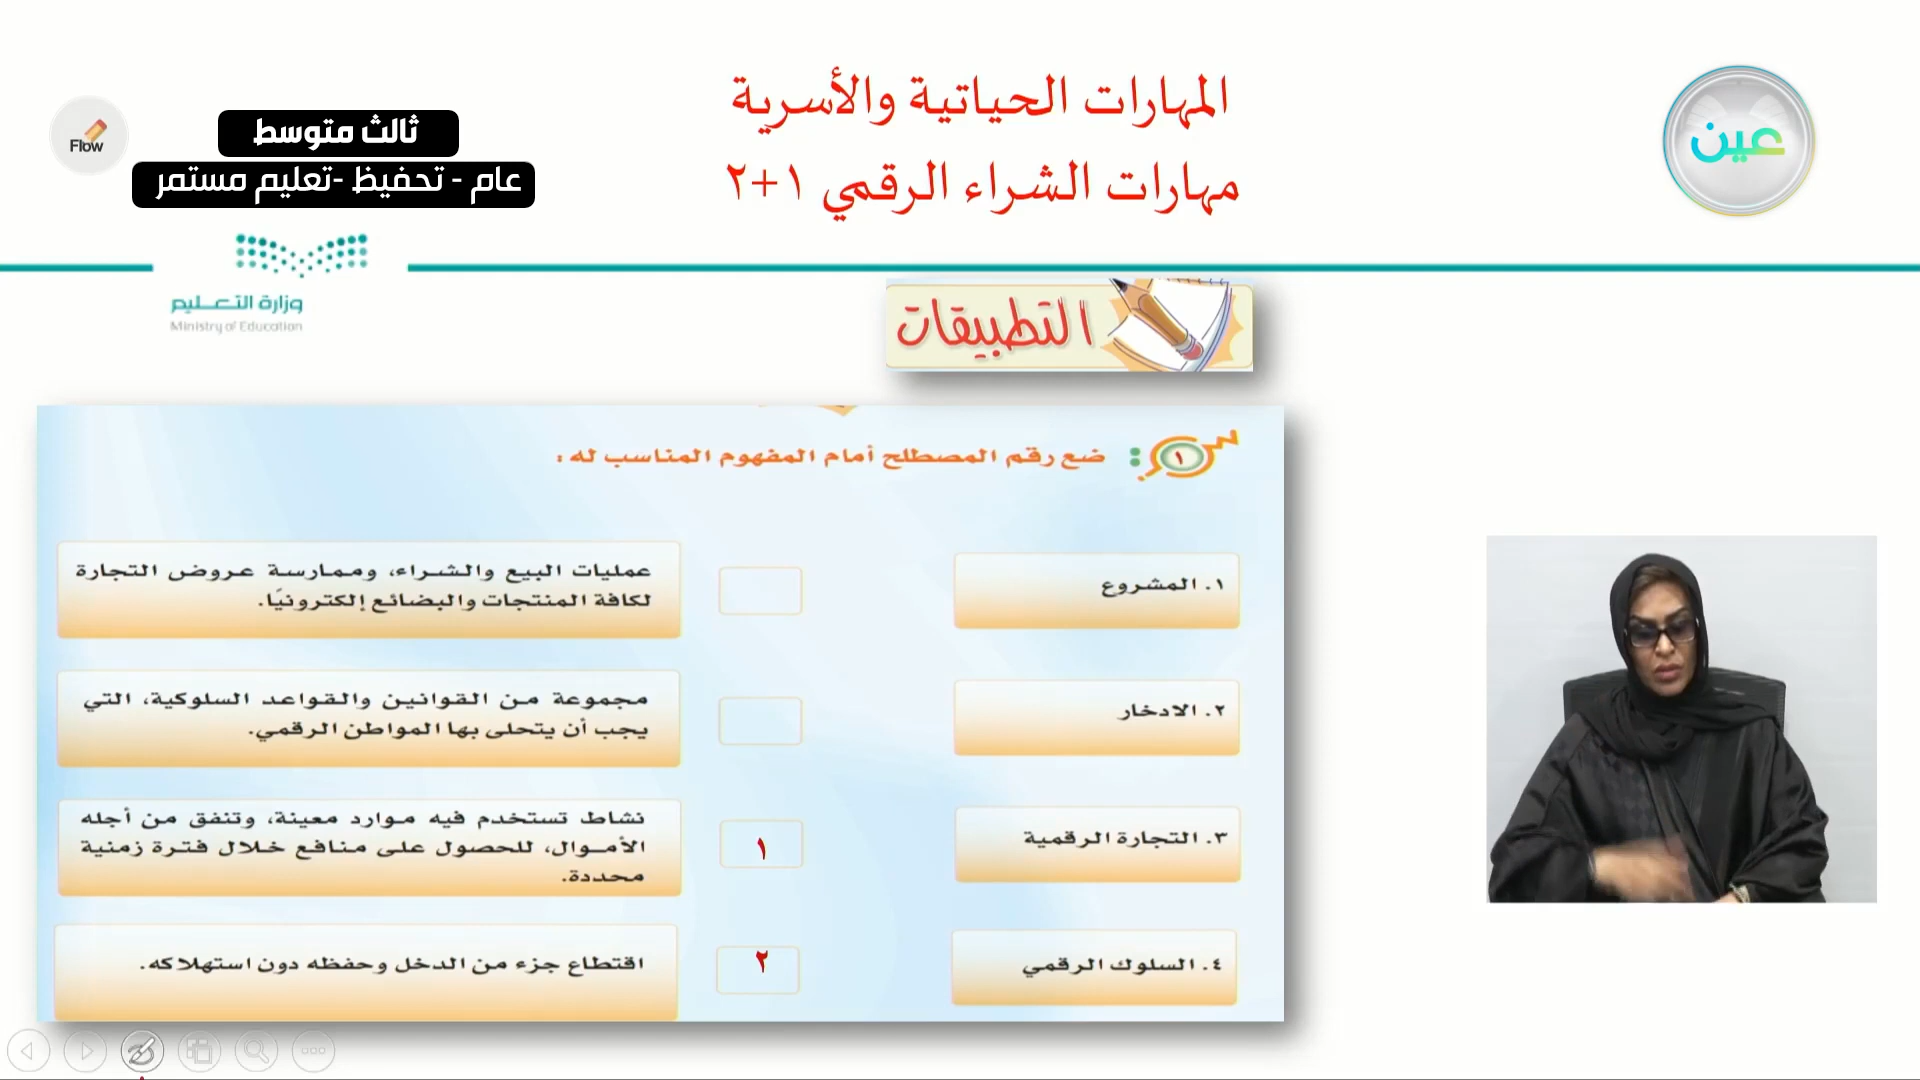 المهارات الحياتية والأسرية
مهارات الشراء الرقمي ١+٢
عين
ثالث متوسط
عام - تحفيظ -تعليم مستمر
Flow
وزارة التعليم
Ministry of Education
التطبيقات
س١: ضع رقم المصطلح أمام المفهوم المناسب له:
١. المشروع
عمليات البيع والشراء، وممارسة عروض التجارة
لكافة المنتجات والبضائع إلكترونيًا.
٢. الادخار
مجموعة من القوانين والقواعد السلوكية، التي
يجب أن يتحلى بها المواطن الرقمي.
٣. التجارة الرقمية
١
نشاط تستخدم فيه موارد معينة، وتنفق من أجله
الأموال، للحصول على منافع خلال فترة زمنية
محددة.
٤. السلوك الرقمي
٢
اقتطاع جزء من الدخل وحفظه دون استهلاكه.